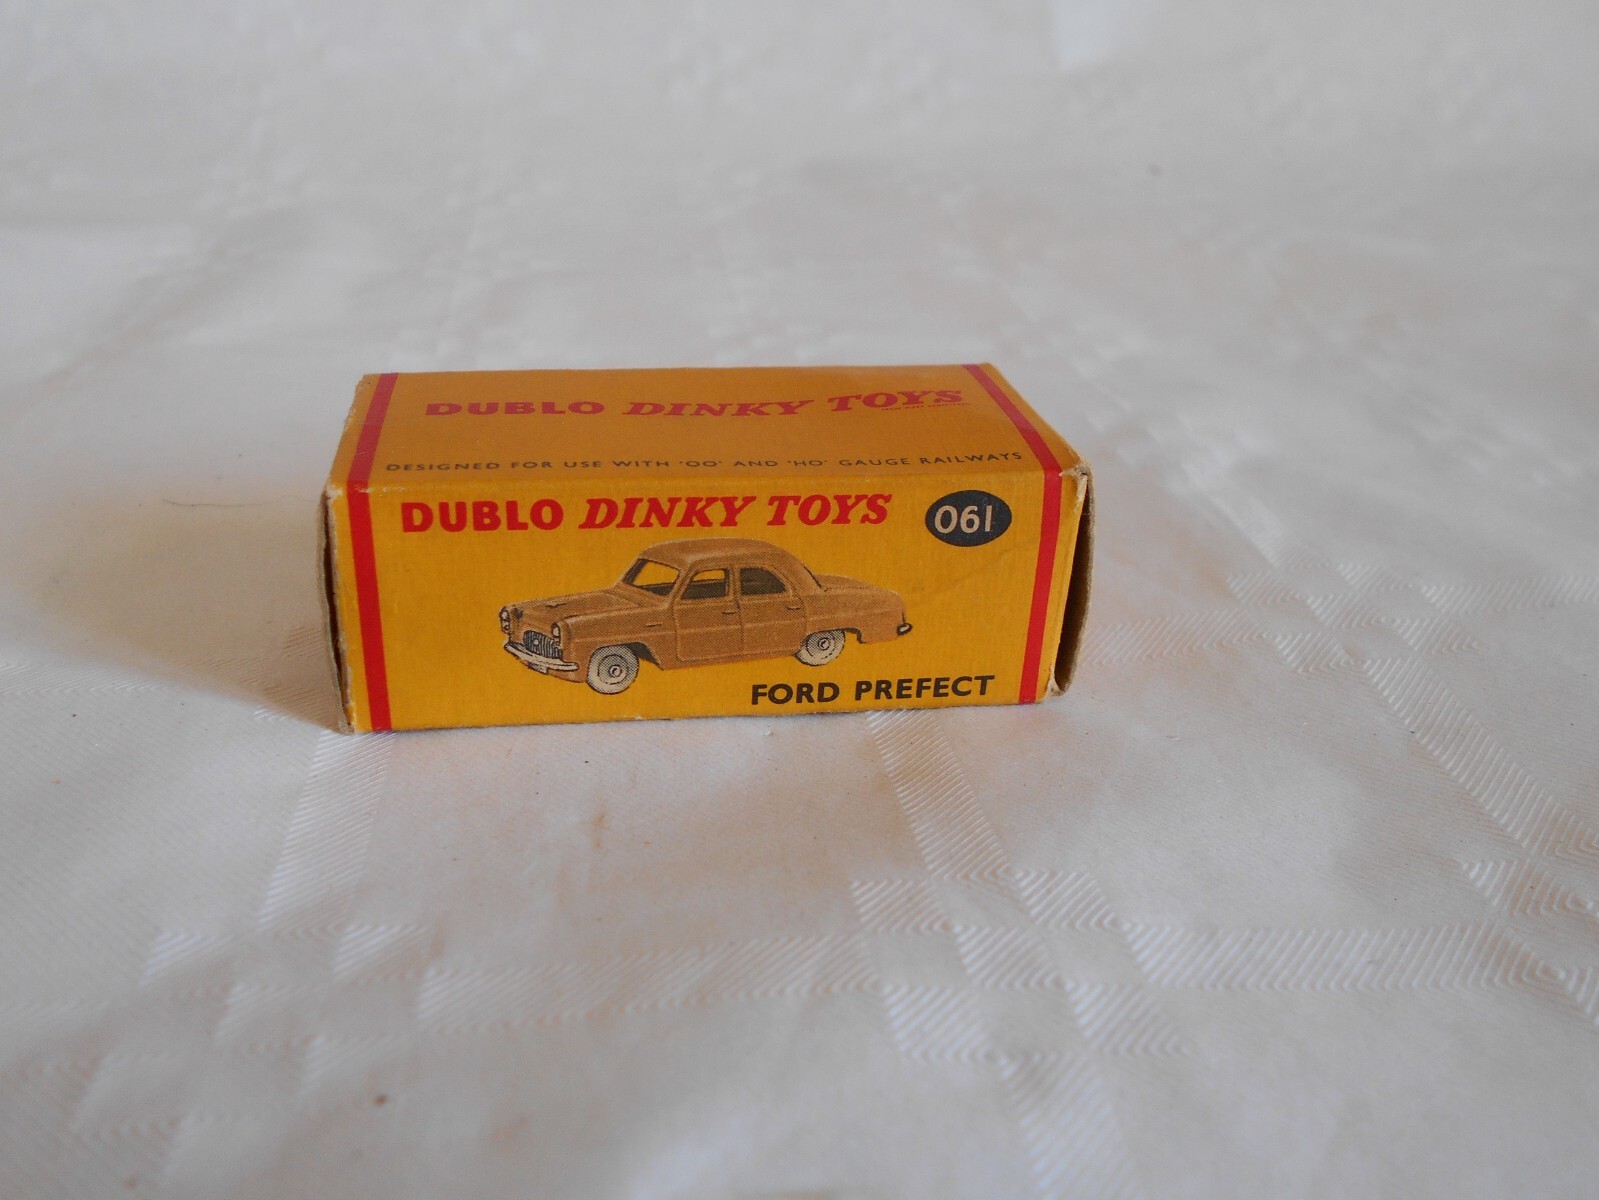 DUBLO DINKY TOYS
DESIGNED FOR USE WITH 'OO' AND 'HO' GAUGE RAILWAYS
DUBLO DINKY TOYS 061
FORD PREFECT